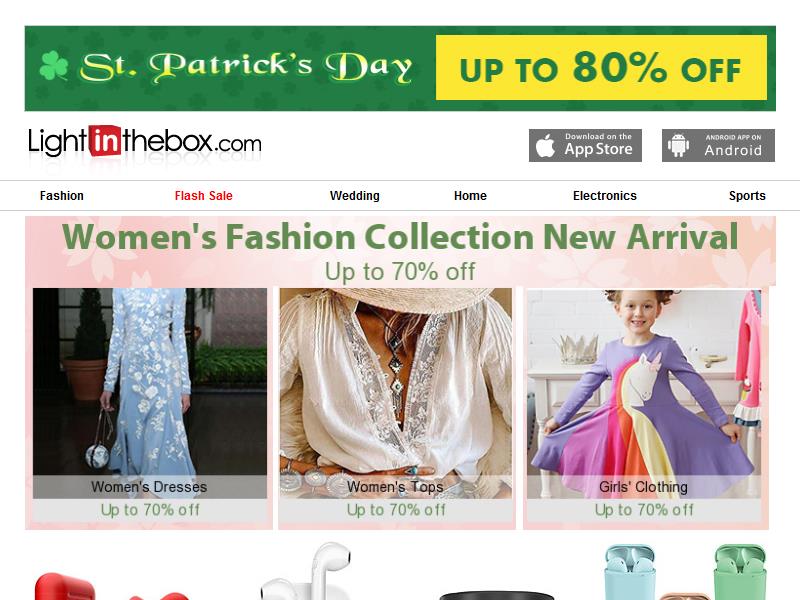 St. Patrick's Day
UP TO 80% OFF
Lightinthebox.com
Download on the
App Store
ANDROID APP ON
Android
Fashion
Flash Sale
Wedding
Home
Electronics
Sports
Women's Fashion Collection New Arrival
Up to 70% off
Women's Dresses
Up to 70% off
Women's Tops
Up to 70% off
Girls' Clothing
Up to 70% off